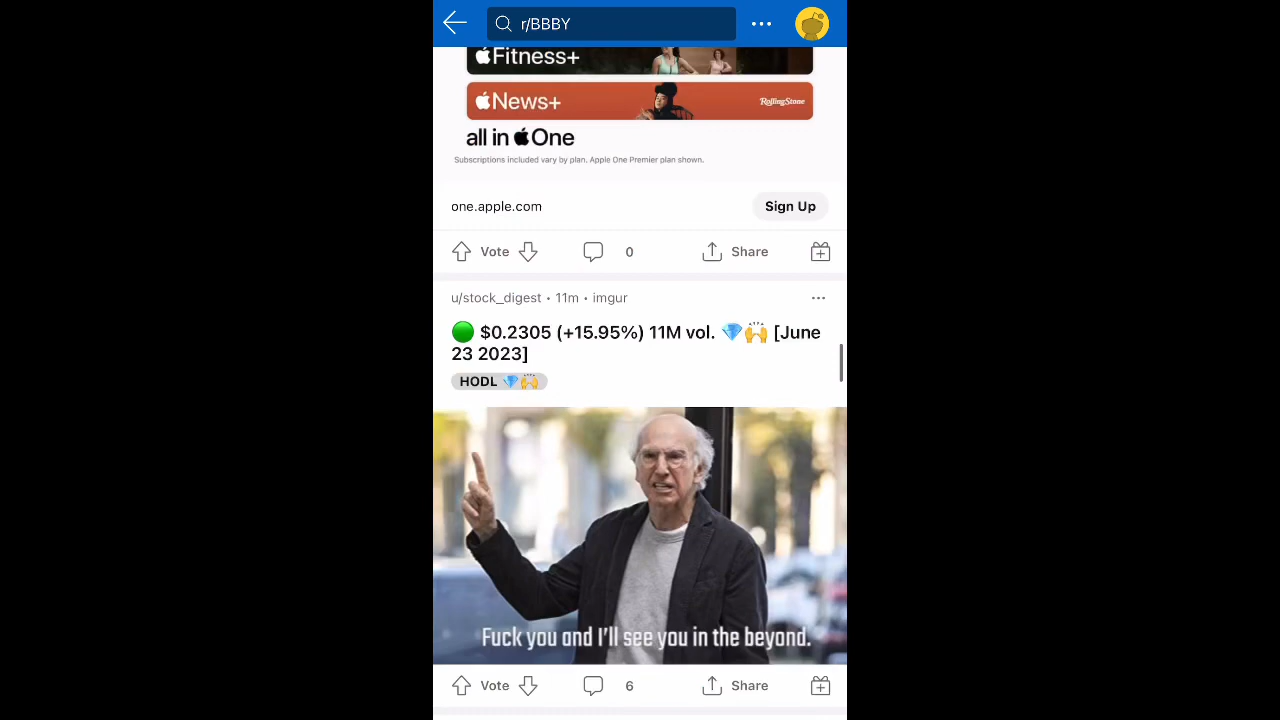 r/BBBY
Fitness+
News+
RollingStone
all in One
Subscriptions included vary by plan. Apple One Premier plan shown.
one.apple.com
Sign Up
Vote
0
Share
u/stock_digest • 11m • imgur
🟢 $0.2305 (+15.95%) 11M vol. 💎🙌 [June
23 2023]
HODL 💎🙌
Fuck you and I'll see you in the beyond.
Vote
6
Share